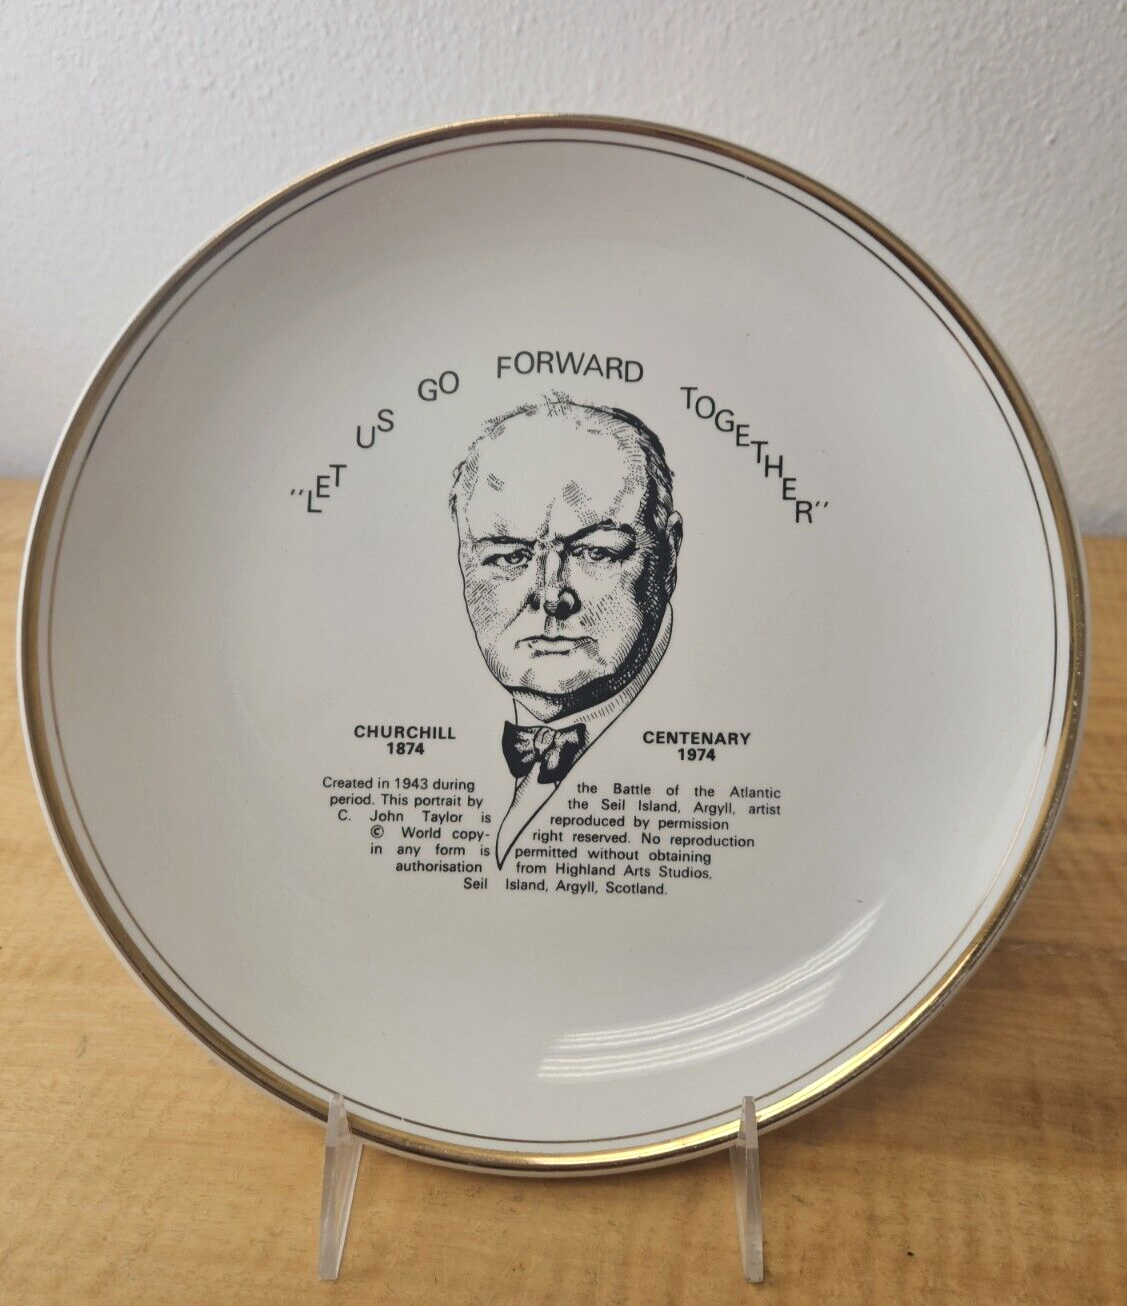 "LET US GO FORWARD TOGETHER"
CHURCHILL CENTENARY
1874 1974
Created in 1943 during the Battle of the Atlantic
period. This portrait by the Seil Island, Argyll, artist
C. John Taylor is reproduced by permission
© World copy- right reserved. No reproduction
in any form is permitted without obtaining
authorisation from Highland Arts Studios,
Seil Island, Argyll, Scotland.